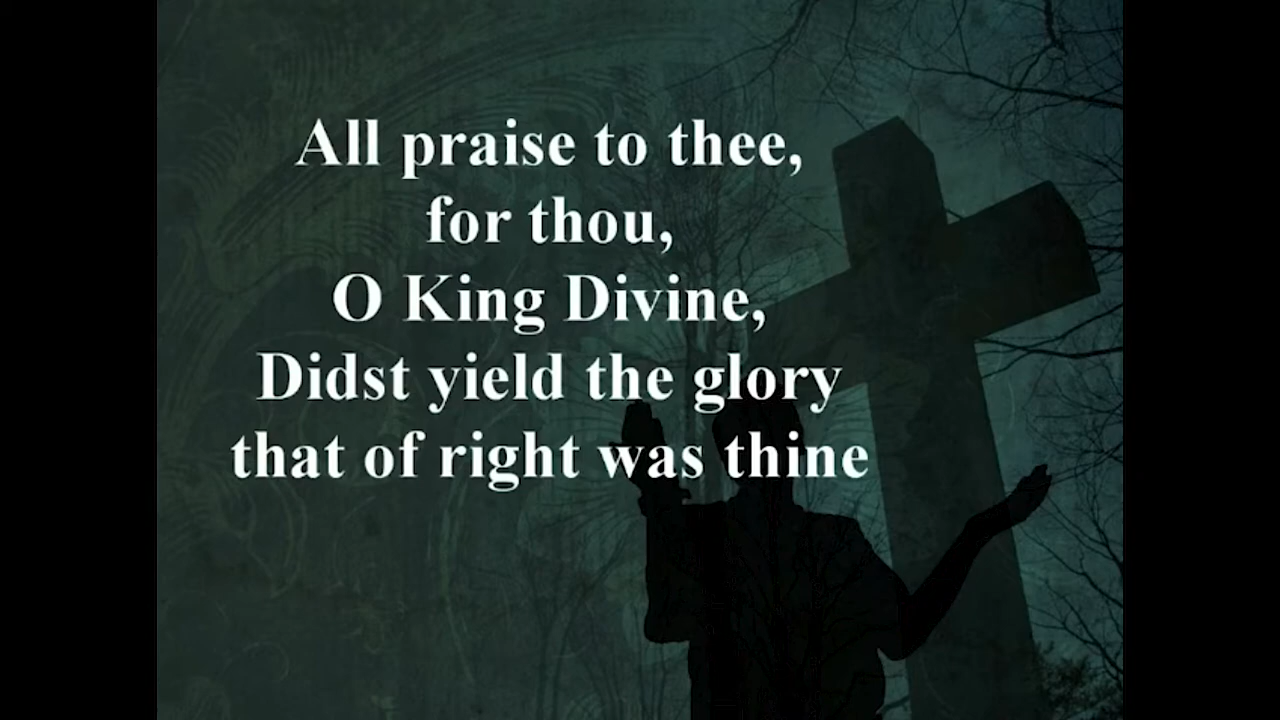 All praise to thee,
for thou,
O King Divine,
Didst yield the glory
that of right was thine